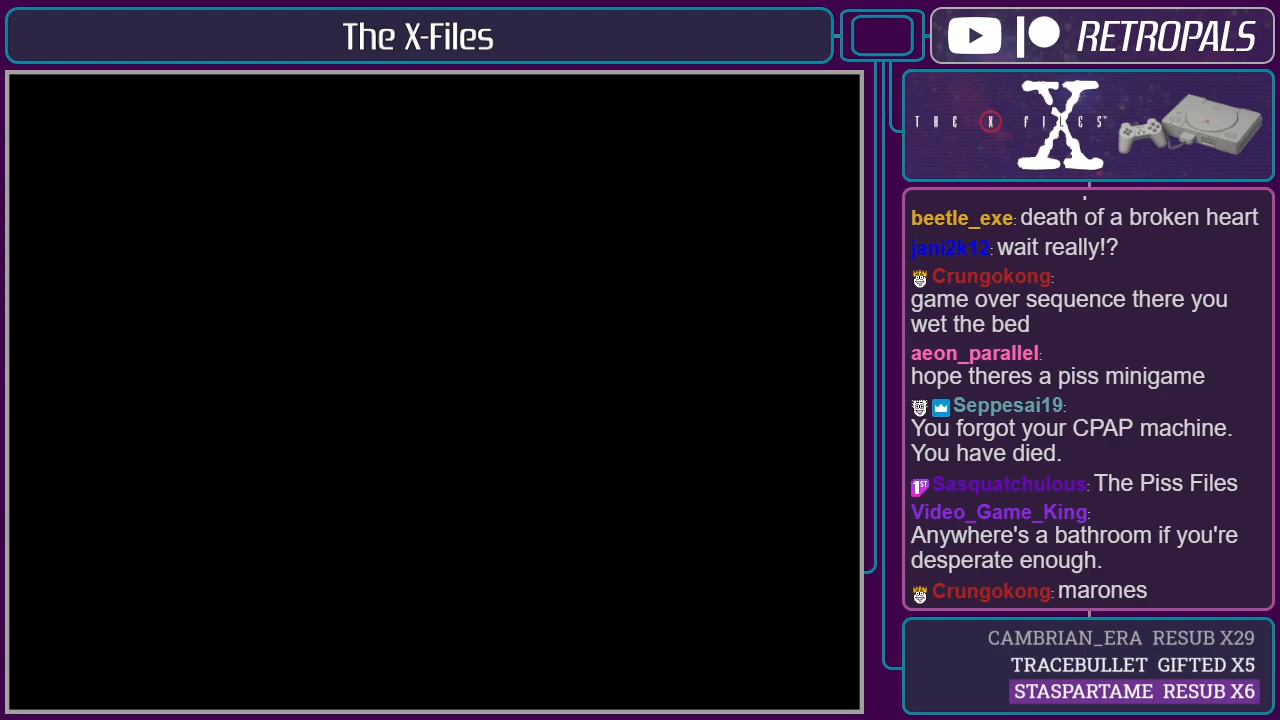 The X-Files
RETROPALS
THE X FILES™
X
beetle_exe: death of a broken heart
jani2k12: wait really!?
Crungokong:
game over sequence there you
wet the bed
aeon_parallel:
hope theres a piss minigame
Seppesai19:
You forgot your CPAP machine.
You have died.
1ST Sasquatchulous: The Piss Files
Video_Game_King:
Anywhere's a bathroom if you're
desperate enough.
Crungokong: marones
CAMBRIAN_ERA RESUB X29
TRACEBULLET GIFTED X5
STASPARTAME RESUB X6